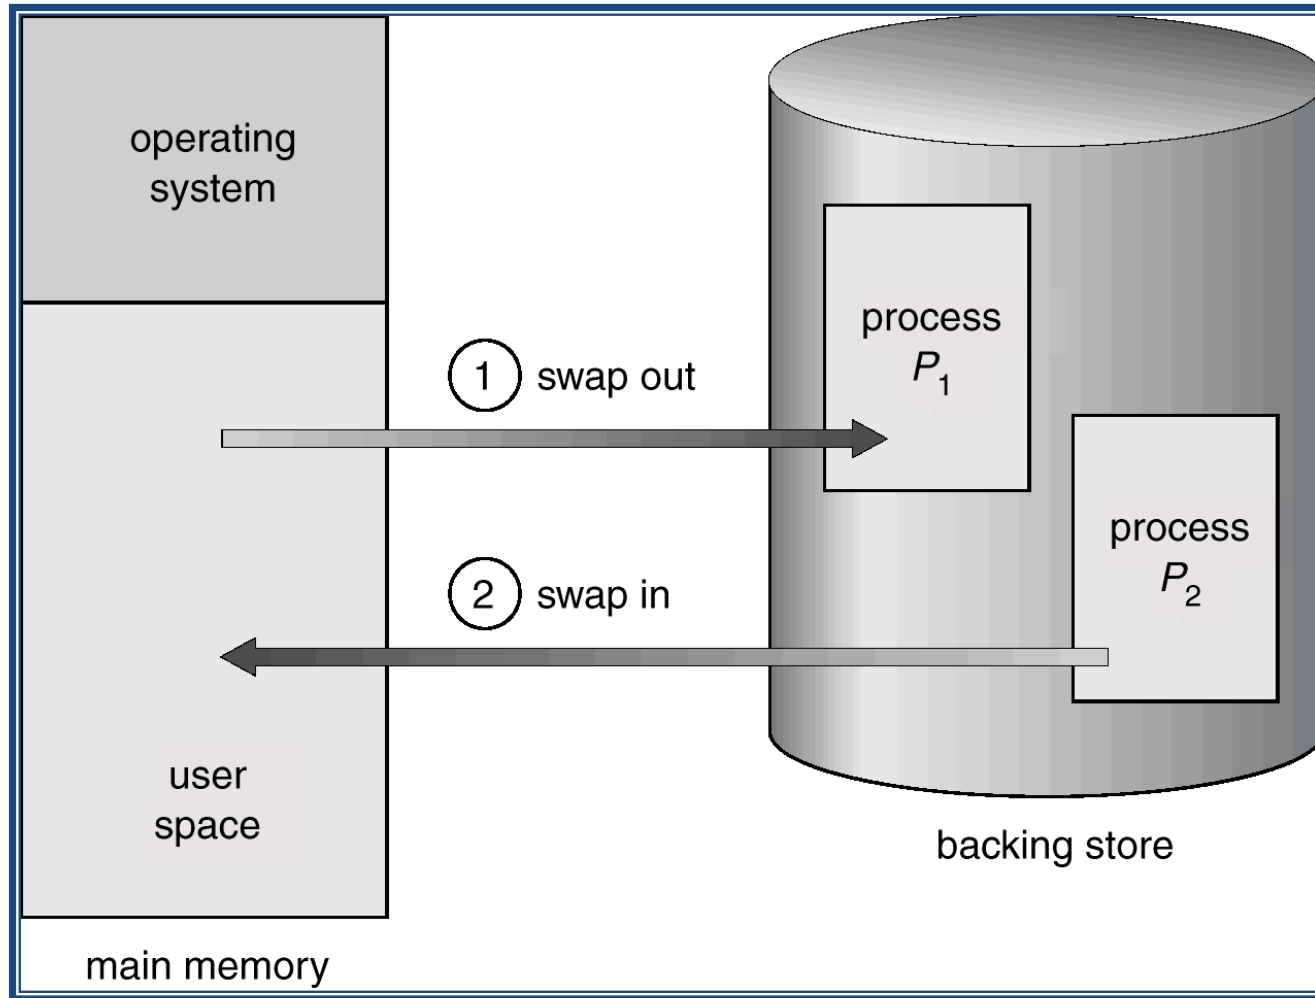 operating
system
1 swap out
2 swap in
user
space
main memory
process
P1
process
P2
backing store